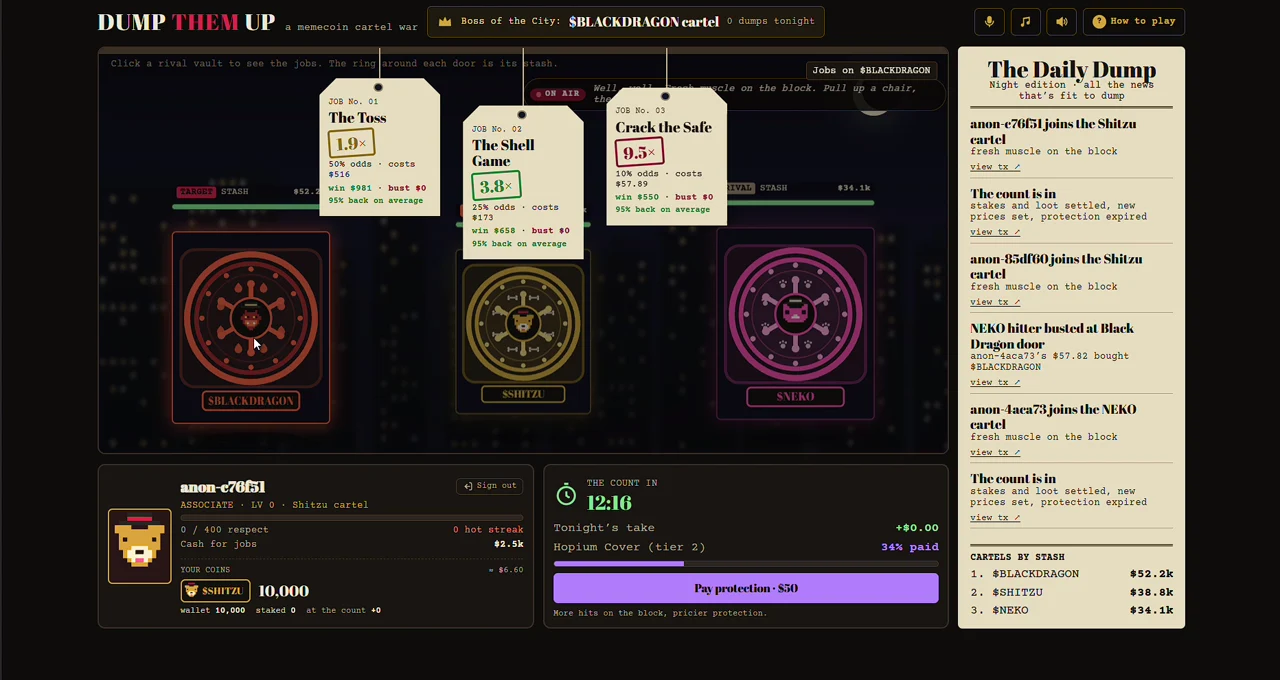 DUMP THEM UP a memecoin cartel war
Boss of the City: $BLACKDRAGON cartel 0 dumps tonight
How to play
Click a rival vault to see the jobs. The ring around each door is its stash.
Jobs on $BLACKDRAGON
ON AIR
Well, well. Fresh muscle on the block. Pull up a chair,
JOB No. 01
The Toss
1.9×
50% odds · costs
$516
win $981 · bust $0
95% back on average
JOB No. 02
The Shell
Game
3.8×
25% odds · costs
$173
win $658 · bust $0
95% back on average
JOB No. 03
Crack the Safe
9.5×
10% odds · costs
$57.89
win $550 · bust $0
95% back on average
TARGET STASH
RIVAL STASH $34.1k
$BLACKDRAGON
$SHITZU
$NEKO
anon-c76f51
Sign out
ASSOCIATE · LV 0 · Shitzu cartel
0 / 400 respect 0 hot streak
Cash for jobs $2.5k
YOUR COINS ≈ $6.60
$SHITZU 10,000
wallet 10,000 staked 0 at the count +0
THE COUNT IN
12:16
Tonight's take +$0.00
Hopium Cover (tier 2) 34% paid
Pay protection · $50
More hits on the block, pricier protection.
The Daily Dump
Night edition · all the news
that's fit to dump
anon-c76f51 joins the Shitzu
cartel
fresh muscle on the block
view tx ↗
The count is in
stakes and loot settled, new
prices set, protection expired
view tx ↗
anon-85df60 joins the Shitzu
cartel
fresh muscle on the block
view tx ↗
NEKO hitter busted at Black
Dragon door
anon-4aca73's $57.82 bought
$BLACKDRAGON
view tx ↗
anon-4aca73 joins the NEKO
cartel
fresh muscle on the block
view tx ↗
The count is in
stakes and loot settled, new
prices set, protection expired
view tx ↗
CARTELS BY STASH
1. $BLACKDRAGON $52.2k
2. $SHITZU $38.8k
3. $NEKO $34.1k